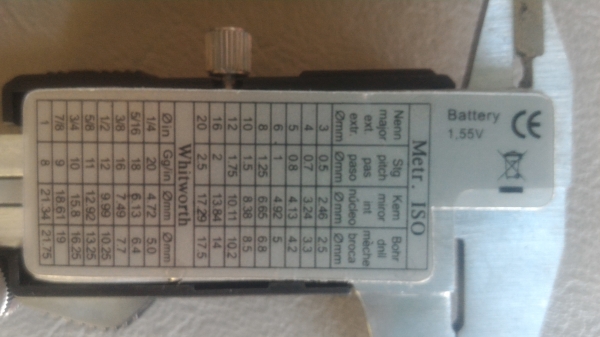 Battery
1,55V
CE
Metr. ISO
Nenn Stg Kern Bohr
major pitch minor drill
ext. pas int mèche
extr. paso núcleo broca
Ømm Ømm Ømm Ømm
3 0.5 2.46 2.5
4 0.7 3.24 3.3
5 0.8 4.13 4.2
6 1 4.92 5
8 1.25 6.65 6.8
10 1.5 8.38 8.5
12 1.75 10.11 10.2
16 2 13.84 14
20 2.5 17.29 17.5
Whitworth
Øin Gg/in Ømm Ømm
1/4 20 4.72 5.0
5/16 18 6.13 6.4
3/8 16 7.49 7.7
1/2 12 9.99 10.25
5/8 11 12.92 13.25
3/4 10 15.8 16.25
7/8 9 18.61 19
1 8 21.34 21.75